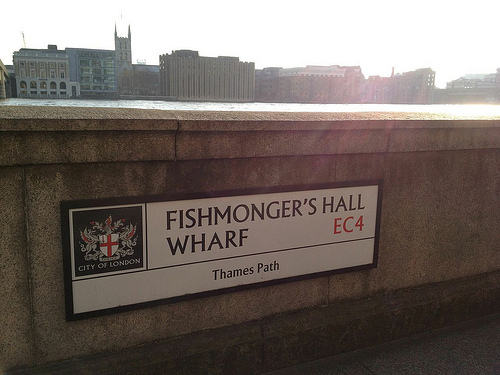 FISHMONGER'S HALL
WHARF
EC4
CITY OF LONDON
Thames Path